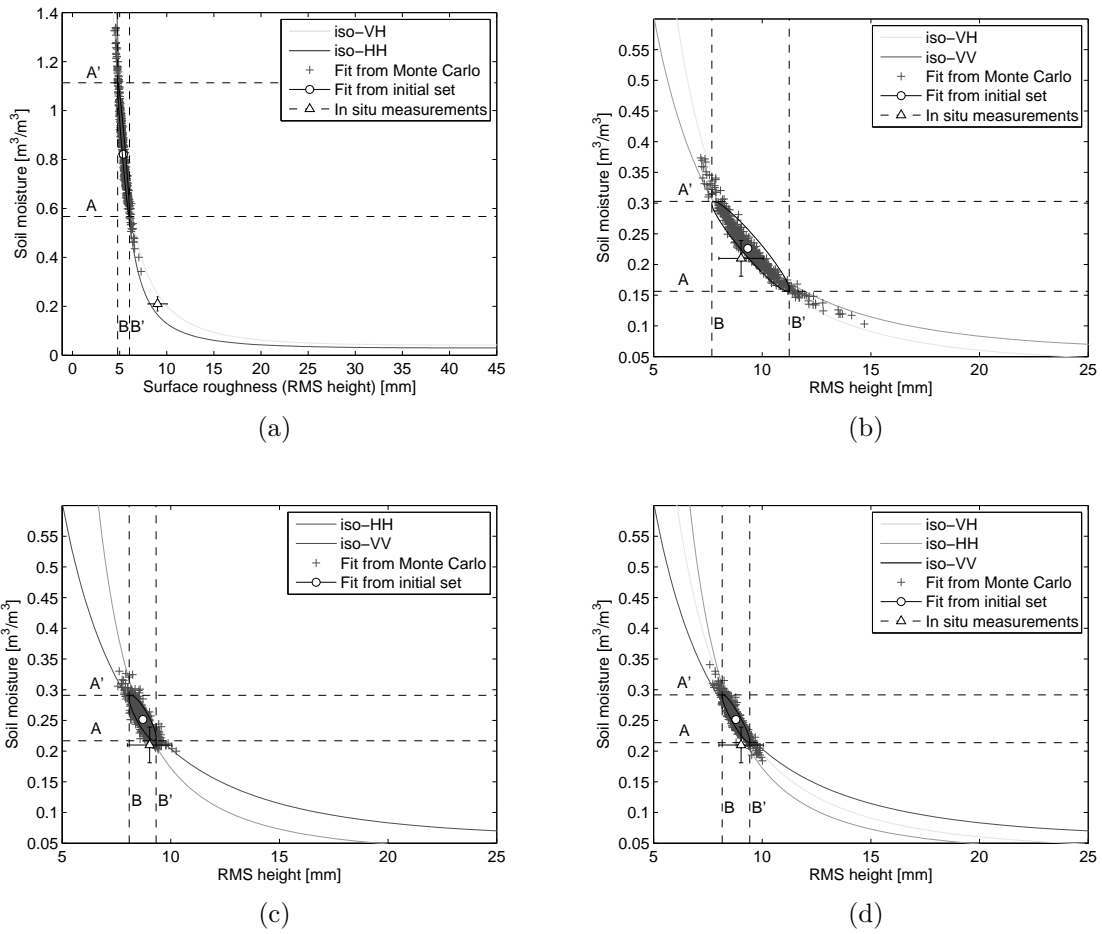 1.4
1.2
1
0.8
0.6
0.4
0.2
0
Soil moisture [m³/m³]
A'
A
B B'
iso−VH
iso−HH
Fit from Monte Carlo
Fit from initial set
In situ measurements
0 5 10 15 20 25 30 35 40 45
Surface roughness (RMS height) [mm]
(a)
0.55
0.5
0.45
0.4
0.35
0.3
0.25
0.2
0.15
0.1
0.05
Soil moisture [m³/m³]
A'
A
B B'
iso−VH
iso−VV
Fit from Monte Carlo
Fit from initial set
In situ measurements
5 10 15 20 25
RMS height [mm]
(b)
0.55
0.5
0.45
0.4
0.35
0.3
0.25
0.2
0.15
0.1
0.05
Soil moisture [m³/m³]
A'
A
B B'
iso−HH
iso−VV
Fit from Monte Carlo
Fit from initial set
5 10 15 20 25
RMS height [mm]
(c)
0.55
0.5
0.45
0.4
0.35
0.3
0.25
0.2
0.15
0.1
0.05
Soil moisture [m³/m³]
A'
A
B B'
iso−VH
iso−HH
iso−VV
Fit from Monte Carlo
Fit from initial set
In situ measurements
5 10 15 20 25
RMS height [mm]
(d)